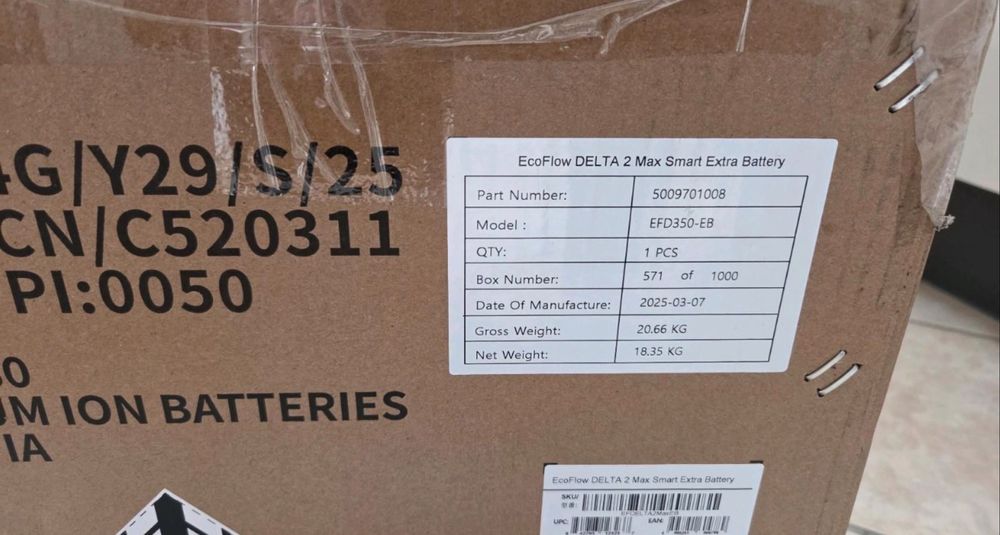 4G/Y29/S/25
CN/C520311
PI:0050
UM ION BATTERIES
IA
EcoFlow DELTA 2 Max Smart Extra Battery
Part Number: 5009701008
Model : EFD350-EB
QTY: 1 PCS
Box Number: 571 of 1000
Date Of Manufacture: 2025-03-07
Gross Weight: 20.66 KG
Net Weight: 18.35 KG
EcoFlow DELTA 2 Max Smart Extra Battery
SKU/
EFDELTA2MaxEB
UPC:
EAN: